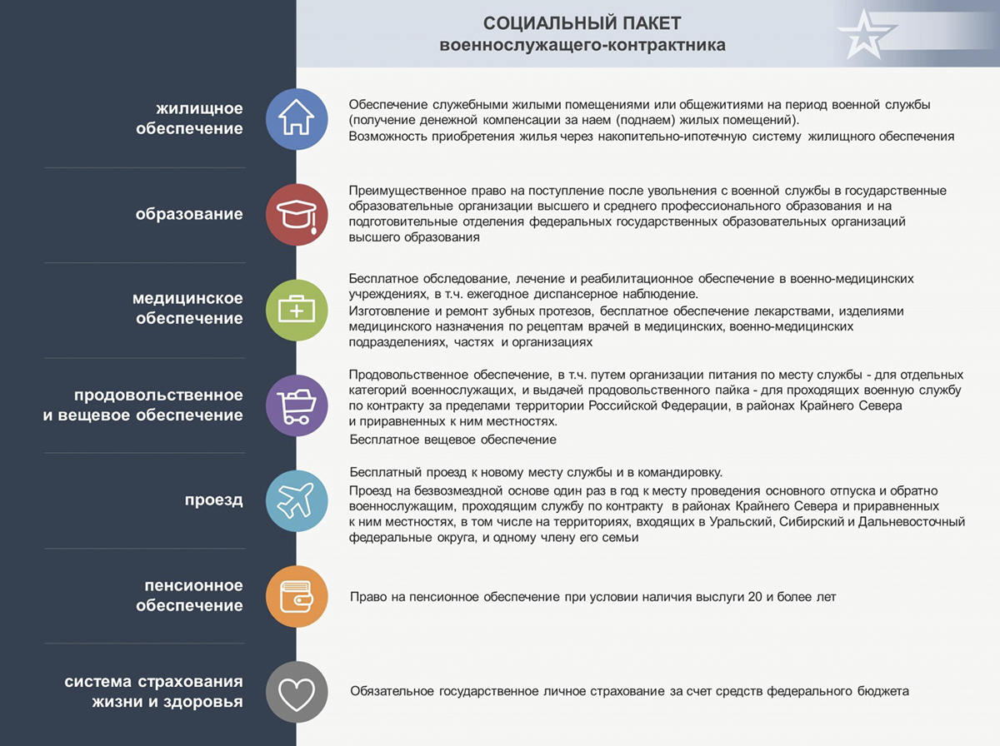 СОЦИАЛЬНЫЙ ПАКЕТ
военнослужащего-контрактника
жилищное
обеспечение
Обеспечение служебными жилыми помещениями или общежитиями на период военной службы
(получение денежной компенсации за наем (поднаем) жилых помещений).
Возможность приобретения жилья через накопительно-ипотечную систему жилищного обеспечения
образование
Преимущественное право на поступление после увольнения с военной службы в государственные
образовательные организации высшего и среднего профессионального образования и на
подготовительные отделения федеральных государственных образовательных организаций
высшего образования
медицинское
обеспечение
Бесплатное обследование, лечение и реабилитационное обеспечение в военно-медицинских
учреждениях, в т.ч. ежегодное диспансерное наблюдение.
Изготовление и ремонт зубных протезов, бесплатное обеспечение лекарствами, изделиями
медицинского назначения по рецептам врачей в медицинских, военно-медицинских
подразделениях, частях и организациях
продовольственное
и вещевое обеспечение
Продовольственное обеспечение, в т.ч. путем организации питания по месту службы - для отдельных
категорий военнослужащих, и выдачей продовольственного пайка - для проходящих военную службу
по контракту за пределами территории Российской Федерации, в районах Крайнего Севера
и приравненных к ним местностях.
Бесплатное вещевое обеспечение
проезд
Бесплатный проезд к новому месту службы и в командировку.
Проезд на безвозмездной основе один раз в год к месту проведения основного отпуска и обратно
военнослужащим, проходящим службу по контракту в районах Крайнего Севера и приравненных
к ним местностях, в том числе на территориях, входящих в Уральский, Сибирский и Дальневосточный
федеральные округа, и одному члену его семьи
пенсионное
обеспечение
Право на пенсионное обеспечение при условии наличия выслуги 20 и более лет
система страхования
жизни и здоровья
Обязательное государственное личное страхование за счет средств федерального бюджета